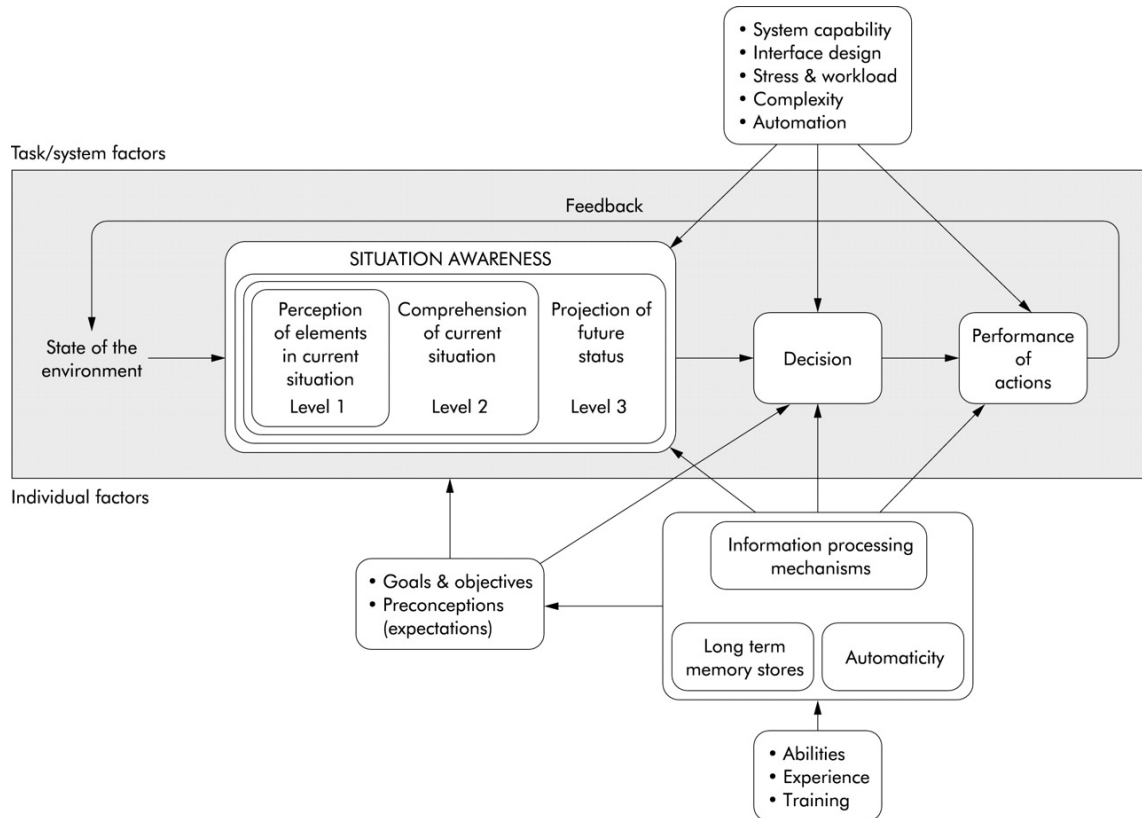 • System capability
• Interface design
• Stress & workload
• Complexity
• Automation
Task/system factors
Feedback
SITUATION AWARENESS
Perception
of elements
in current
situation
Level 1
Comprehension
of current
situation
Level 2
Projection of
future
status
Level 3
State of the
environment
Decision
Performance
of
actions
Individual factors
• Goals & objectives
• Preconceptions
(expectations)
Information processing
mechanisms
Long term
memory stores
Automaticity
• Abilities
• Experience
• Training